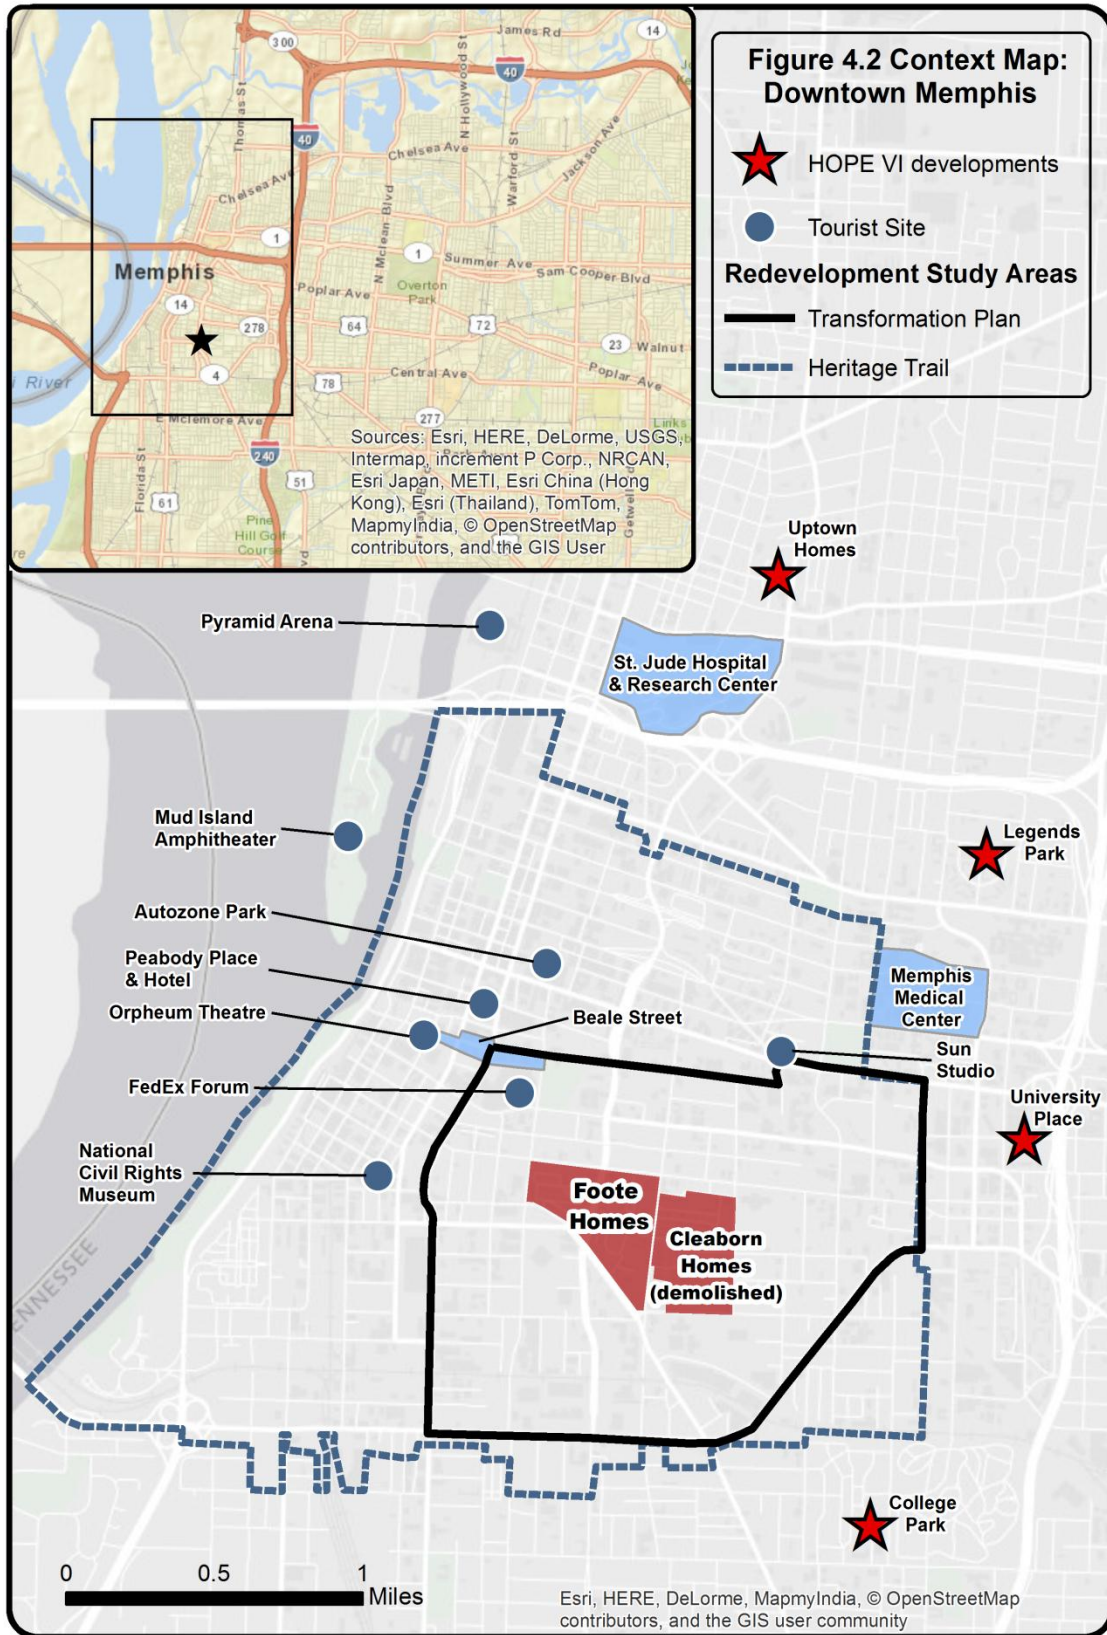 Figure 4.2 Context Map:
Downtown Memphis
HOPE VI developments
Tourist Site
Redevelopment Study Areas
Transformation Plan
Heritage Trail
300
James Rd
14
40
Thomas St
N Hollywood St
Warford St
Jackson Ave
40
Chelsea Ave
Chelsea Ave
1
N McLean Blvd
1
Summer Ave
Sam Cooper Blvd
Memphis
Poplar Ave
Overton
Park
14
278
64
72
23
Walnut
4
78
Central Ave
Poplar Ave
i River
277
E Mclemore Ave
Links
240
Florida St
51
61
Pine
Hill Golf
Course
Getwell
Sources: Esri, HERE, DeLorme, USGS,
Intermap, increment P Corp., NRCAN,
Esri Japan, METI, Esri China (Hong
Kong), Esri (Thailand), TomTom,
MapmyIndia, © OpenStreetMap
contributors, and the GIS User
Uptown
Homes
Pyramid Arena
St. Jude Hospital
& Research Center
Mud Island
Amphitheater
Legends
Park
Autozone Park
Peabody Place
& Hotel
Memphis
Medical
Center
Orpheum Theatre
Beale Street
Sun
Studio
FedEx Forum
University
Place
National
Civil Rights
Museum
Foote
Homes
Cleaborn
Homes
(demolished)
ENNESSEE
College
Park
0 0.5 1
Miles
Esri, HERE, DeLorme, MapmyIndia, © OpenStreetMap
contributors, and the GIS user community